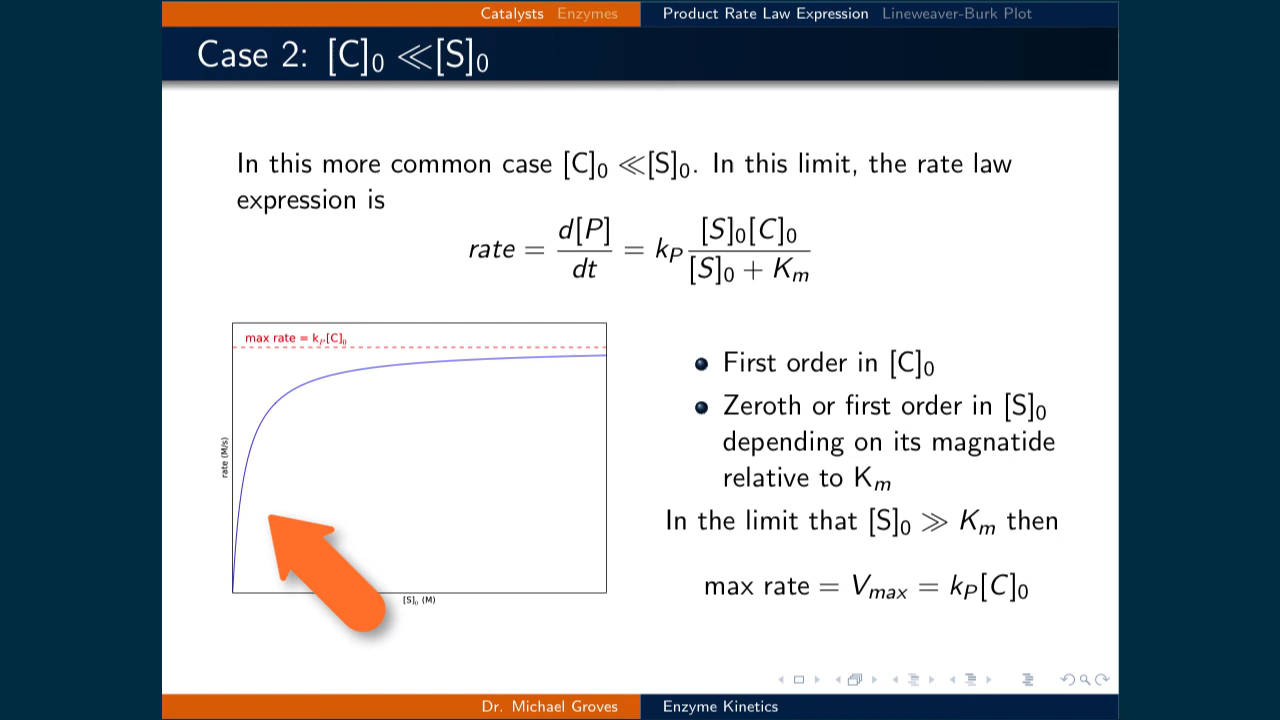 Catalysts Enzymes Product Rate Law Expression Lineweaver-Burk Plot
Case 2: [C]₀ ≪[S]₀
In this more common case [C]₀ ≪[S]₀. In this limit, the rate law
expression is
rate = d[P]/dt = k_P [S]₀[C]₀/([S]₀ + K_m)
max rate = k_P[C]₀
rate (M/s)
[S]₀ (M)
First order in [C]₀
Zeroth or first order in [S]₀
depending on its magnatide
relative to K_m
In the limit that [S]₀ ≫ K_m then
max rate = V_max = k_P[C]₀
Dr. Michael Groves Enzyme Kinetics